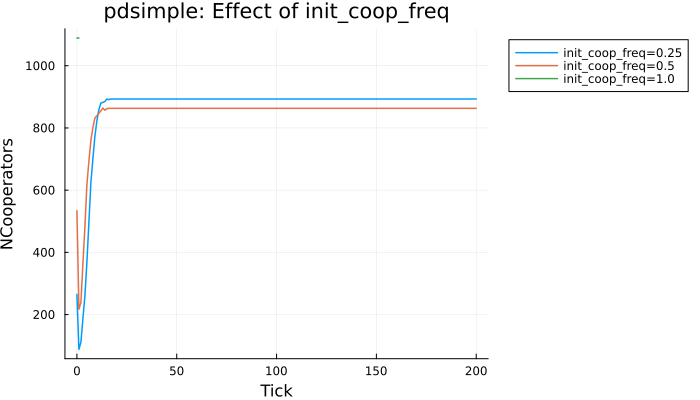 pdsimple: Effect of init_coop_freq
init_coop_freq=0.25
init_coop_freq=0.5
init_coop_freq=1.0
NCooperators
1000
800
600
400
200
0
50
100
150
200
Tick